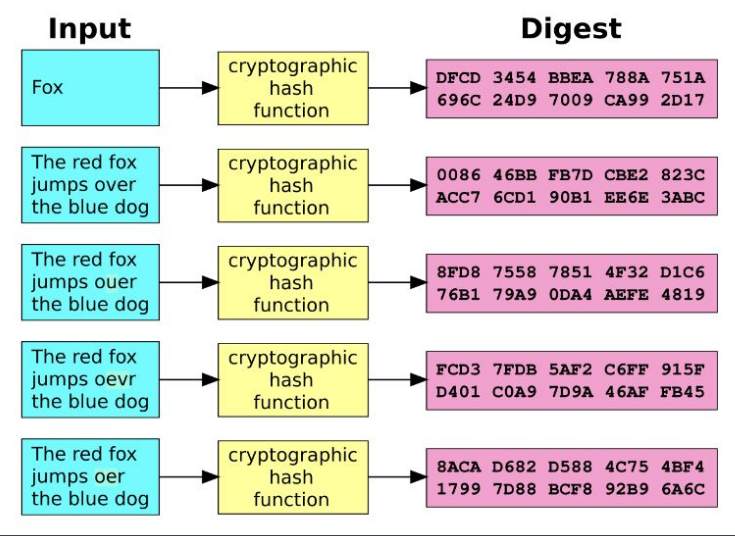 Input
Digest
Fox
cryptographic
hash
function
DFCD 3454 BBEA 788A 751A
696C 24D9 7009 CA99 2D17
The red fox
jumps over
the blue dog
cryptographic
hash
function
0086 46BB FB7D CBE2 823C
ACC7 6CD1 90B1 EE6E 3ABC
The red fox
jumps ouer
the blue dog
cryptographic
hash
function
8FD8 7558 7851 4F32 D1C6
76B1 79A9 0DA4 AEFE 4819
The red fox
jumps oevr
the blue dog
cryptographic
hash
function
FCD3 7FDB 5AF2 C6FF 915F
D401 C0A9 7D9A 46AF FB45
The red fox
jumps oer
the blue dog
cryptographic
hash
function
8ACA D682 D588 4C75 4BF4
1799 7D88 BCF8 92B9 6A6C